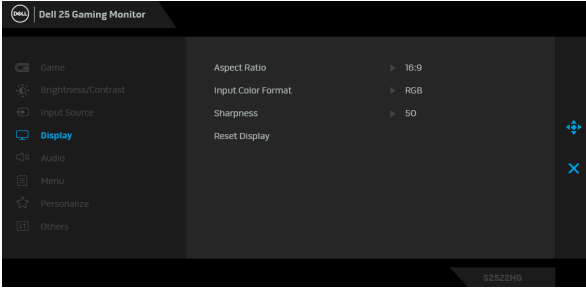 DELL Dell 25 Gaming Monitor
Game
Brightness/Contrast
Input Source
Display
Audio
Menu
Personalize
Others
Aspect Ratio 16:9
Input Color Format RGB
Sharpness 50
Reset Display
S2522HG